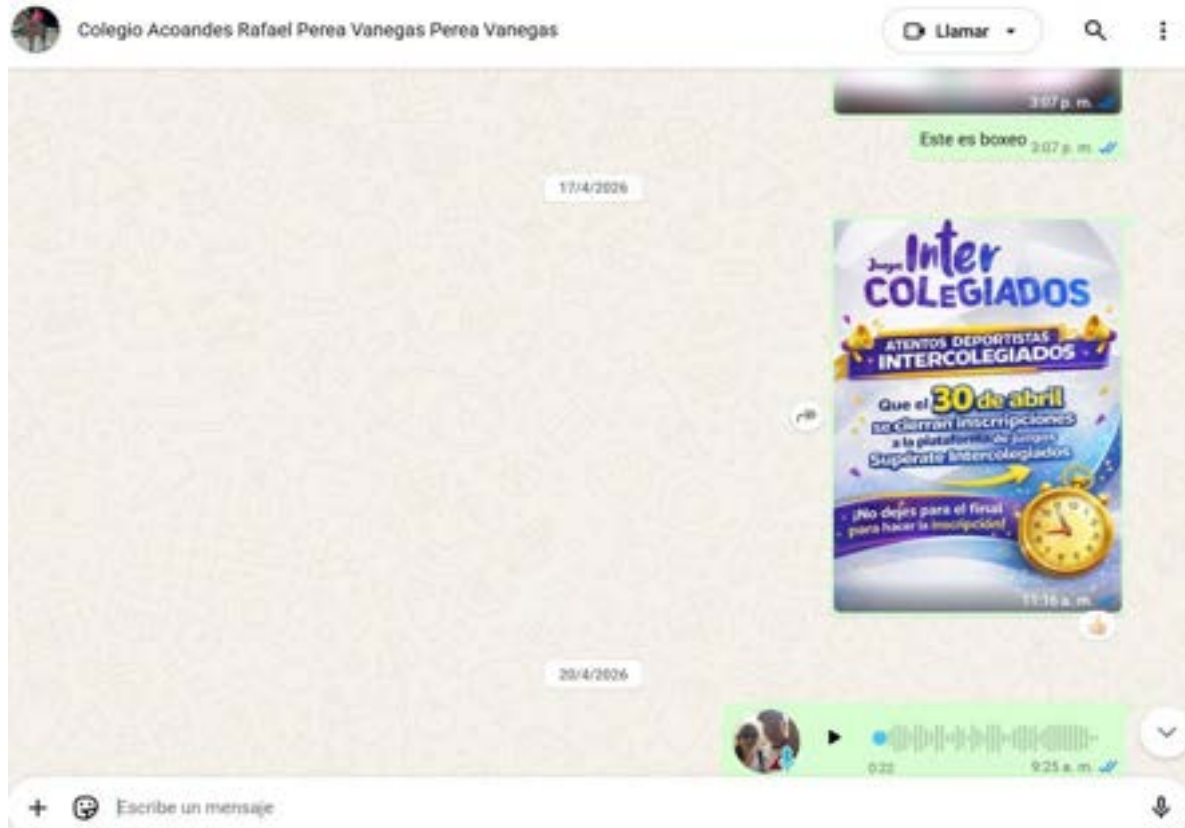 Colegio Acoandes Rafael Perea Vanegas Perea Vanegas
Llamar
3:07 p. m.
Este es boxeo 3:07 p. m.
17/4/2026
Juegos Inter
COLEGIADOS
ATENTOS DEPORTISTAS
INTERCOLEGIADOS
Que el 30 de abril
se cierran inscrripciones
a la plataforma de juegos
Supérate Intercolegiados
¡No dejes para el final
para hacer la inscripción!
11:16 a. m.
20/4/2026
0:22
9:25 a. m.
Escribe un mensaje